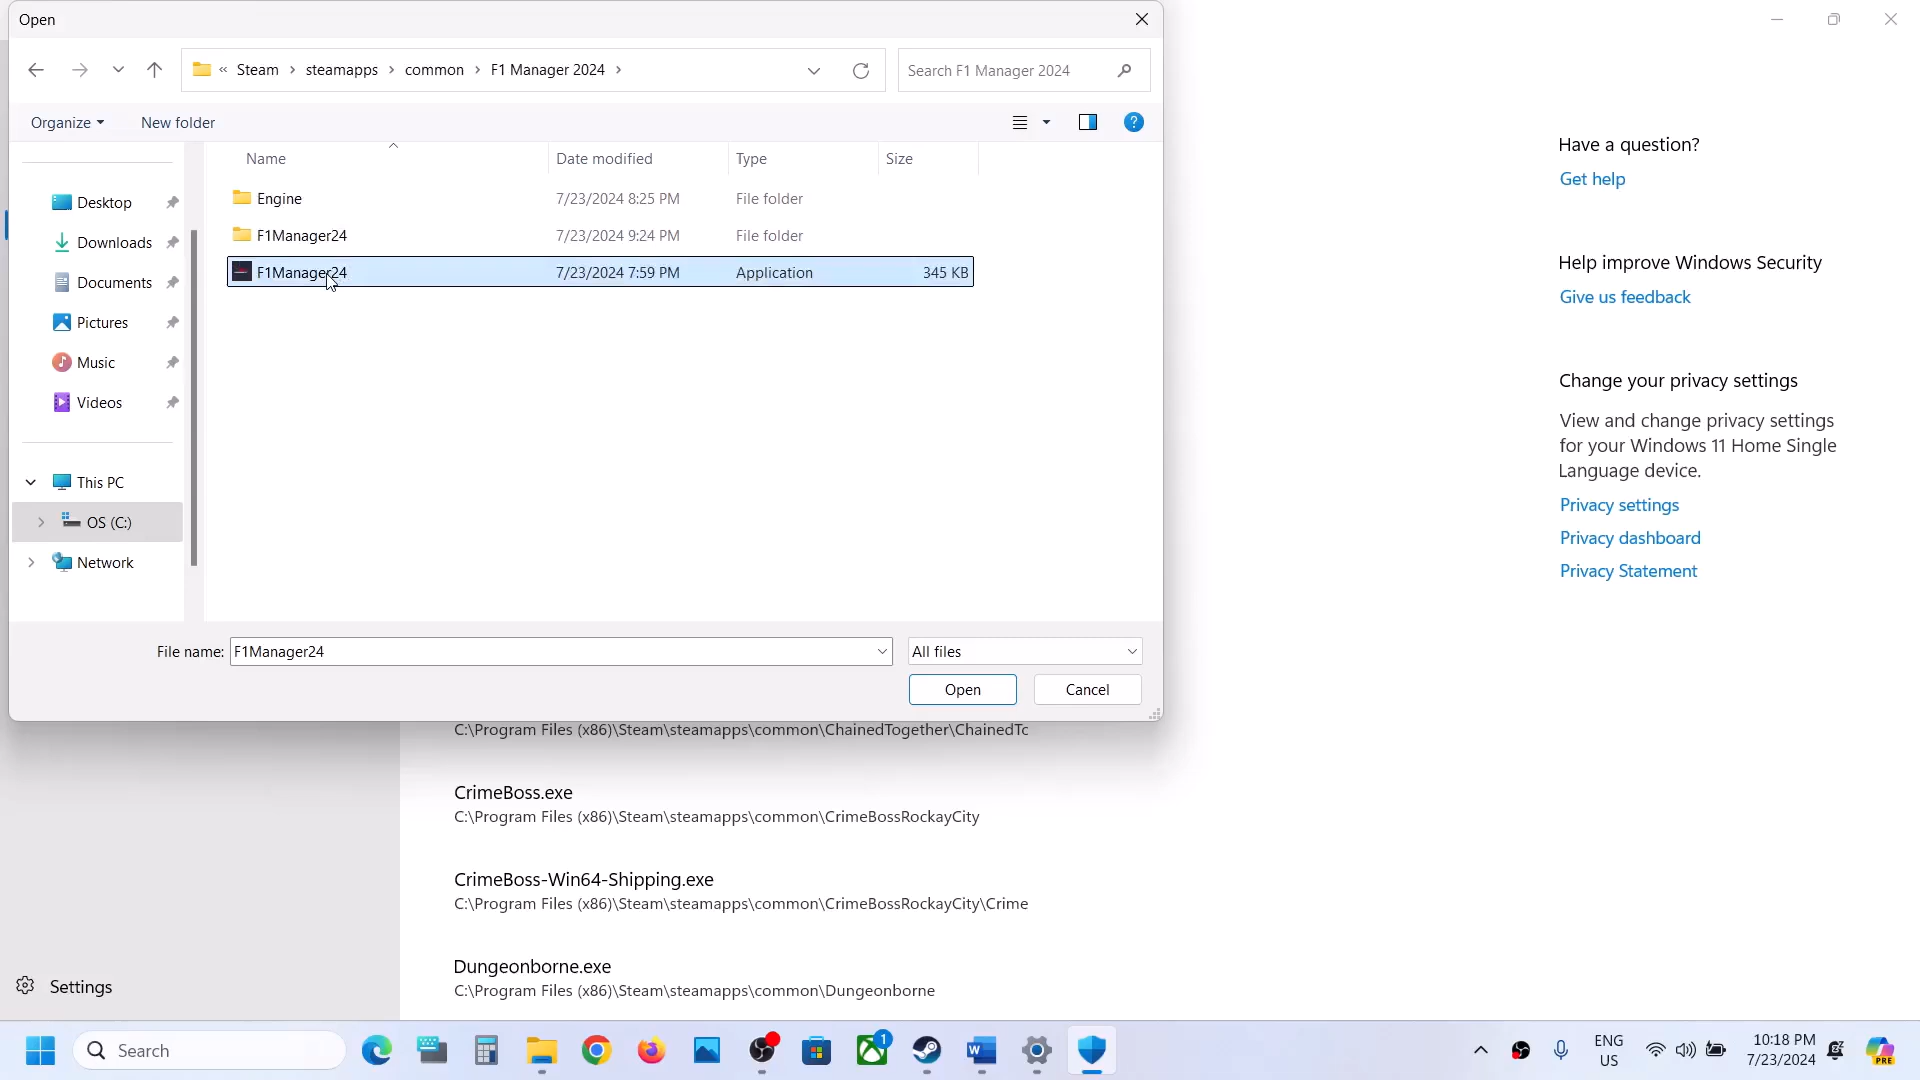 Open
« Steam > steamapps > common > F1 Manager 2024 >
Search F1 Manager 2024
Organize
New folder
Name
Date modified
Type
Size
Engine
7/23/2024 8:25 PM
File folder
F1Manager24
7/23/2024 9:24 PM
File folder
F1Manager24
7/23/2024 7:59 PM
Application
345 KB
Desktop
Downloads
Documents
Pictures
Music
Videos
This PC
OS (C:)
Network
File name:
F1Manager24
All files
Open
Cancel
C:\Program Files (x86)\Steam\steamapps\common\ChainedTogether\ChainedTc
CrimeBoss.exe
C:\Program Files (x86)\Steam\steamapps\common\CrimeBossRockayCity
CrimeBoss-Win64-Shipping.exe
C:\Program Files (x86)\Steam\steamapps\common\CrimeBossRockayCity\Crime
Dungeonborne.exe
C:\Program Files (x86)\Steam\steamapps\common\Dungeonborne
Settings
Have a question?
Get help
Help improve Windows Security
Give us feedback
Change your privacy settings
View and change privacy settings
for your Windows 11 Home Single
Language device.
Privacy settings
Privacy dashboard
Privacy Statement
Search
1
ENG
US
10:18 PM
7/23/2024
PRE